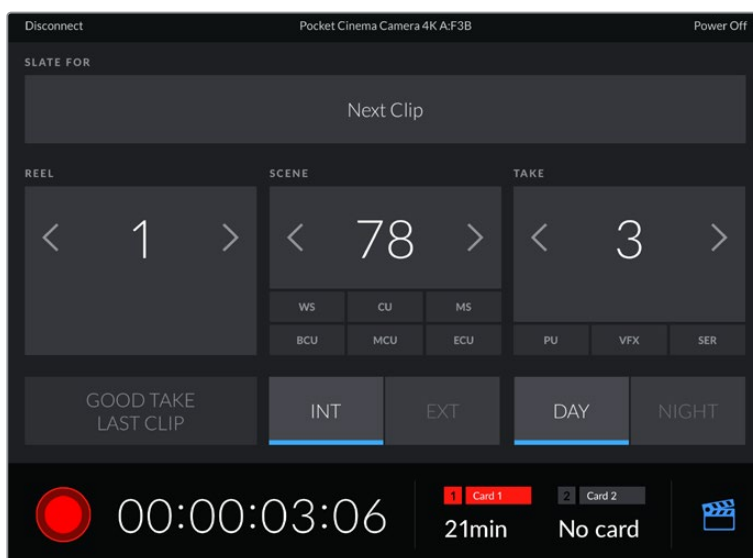 Disconnect Pocket Cinema Camera 4K A:F3B Power Off
SLATE FOR
Next Clip
REEL SCENE TAKE
1 78 3
WS CU MS
BCU MCU ECU PU VFX SER
GOOD TAKE
LAST CLIP
INT EXT DAY NIGHT
00:00:03:06
1 Card 1 2 Card 2
21min No card